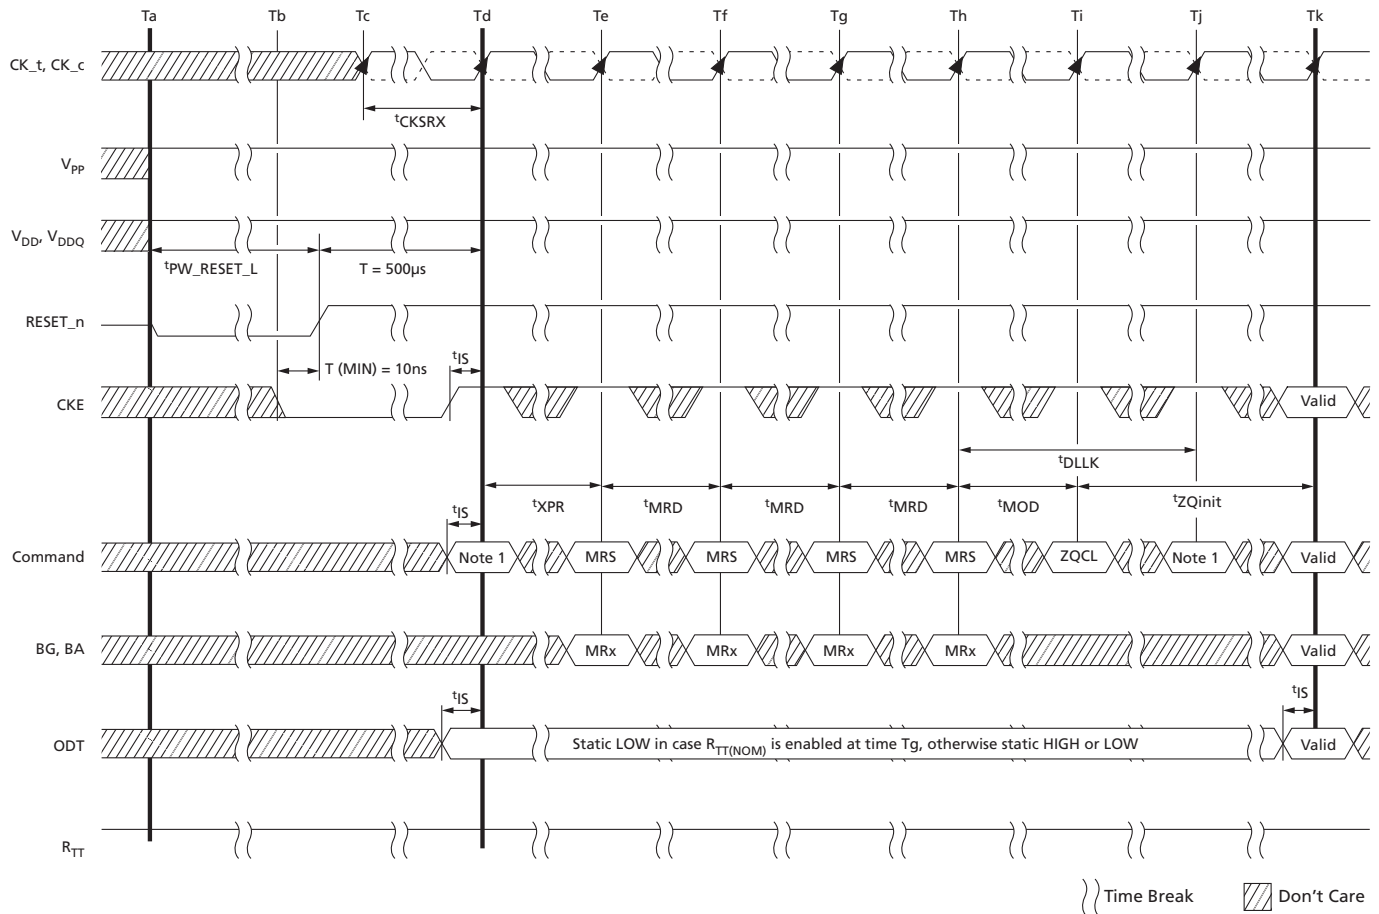 Ta Tb Tc Td Te Tf Tg Th Ti Tj Tk
CK_t, CK_c
tCKSRX
VPP
VDD, VDDQ
tPW_RESET_L T = 500µs
RESET_n
T (MIN) = 10ns tIS
CKE Valid
tDLLK
tXPR tMRD tMRD tMRD tMOD tZQinit
tIS
Command Note 1 MRS MRS MRS MRS ZQCL Note 1 Valid
BG, BA MRx MRx MRx MRx Valid
tIS tIS
ODT Static LOW in case RTT(NOM) is enabled at time Tg, otherwise static HIGH or LOW Valid
RTT
Time Break Don't Care